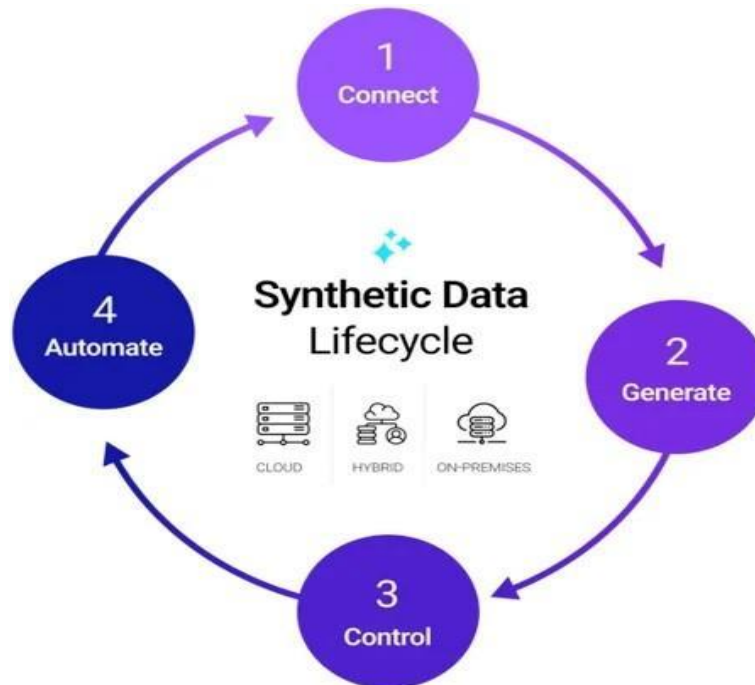 1
Connect
2
Generate
3
Control
4
Automate
Synthetic Data
Lifecycle
CLOUD
HYBRID
ON-PREMISES